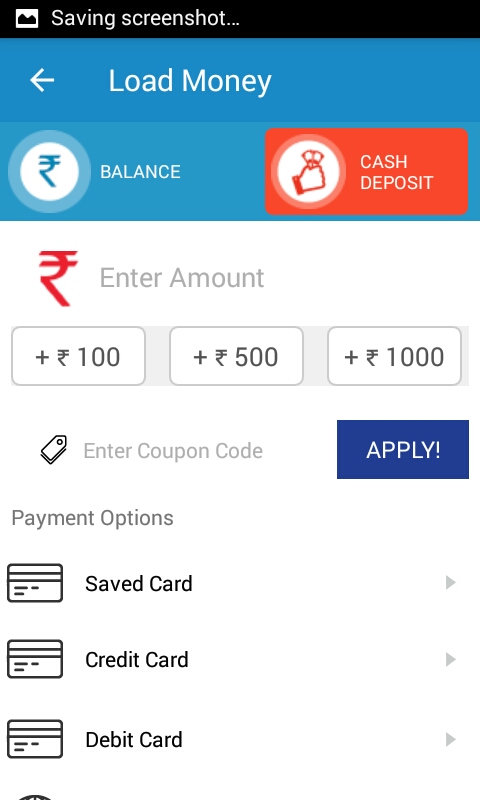 Saving screenshot...
Load Money
₹ BALANCE
CASH
DEPOSIT
₹ Enter Amount
+ ₹ 100
+ ₹ 500
+ ₹ 1000
Enter Coupon Code
APPLY!
Payment Options
Saved Card
Credit Card
Debit Card